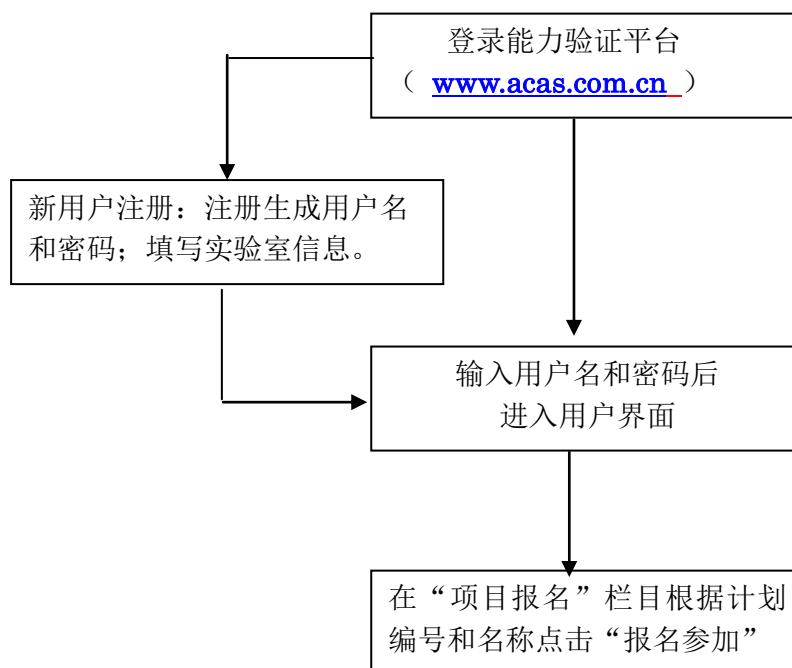 登录能力验证平台
（ www.acas.com.cn ）
新用户注册：注册生成用户名
和密码；填写实验室信息。
输入用户名和密码后
进入用户界面
在“项目报名”栏目根据计划
编号和名称点击“报名参加”